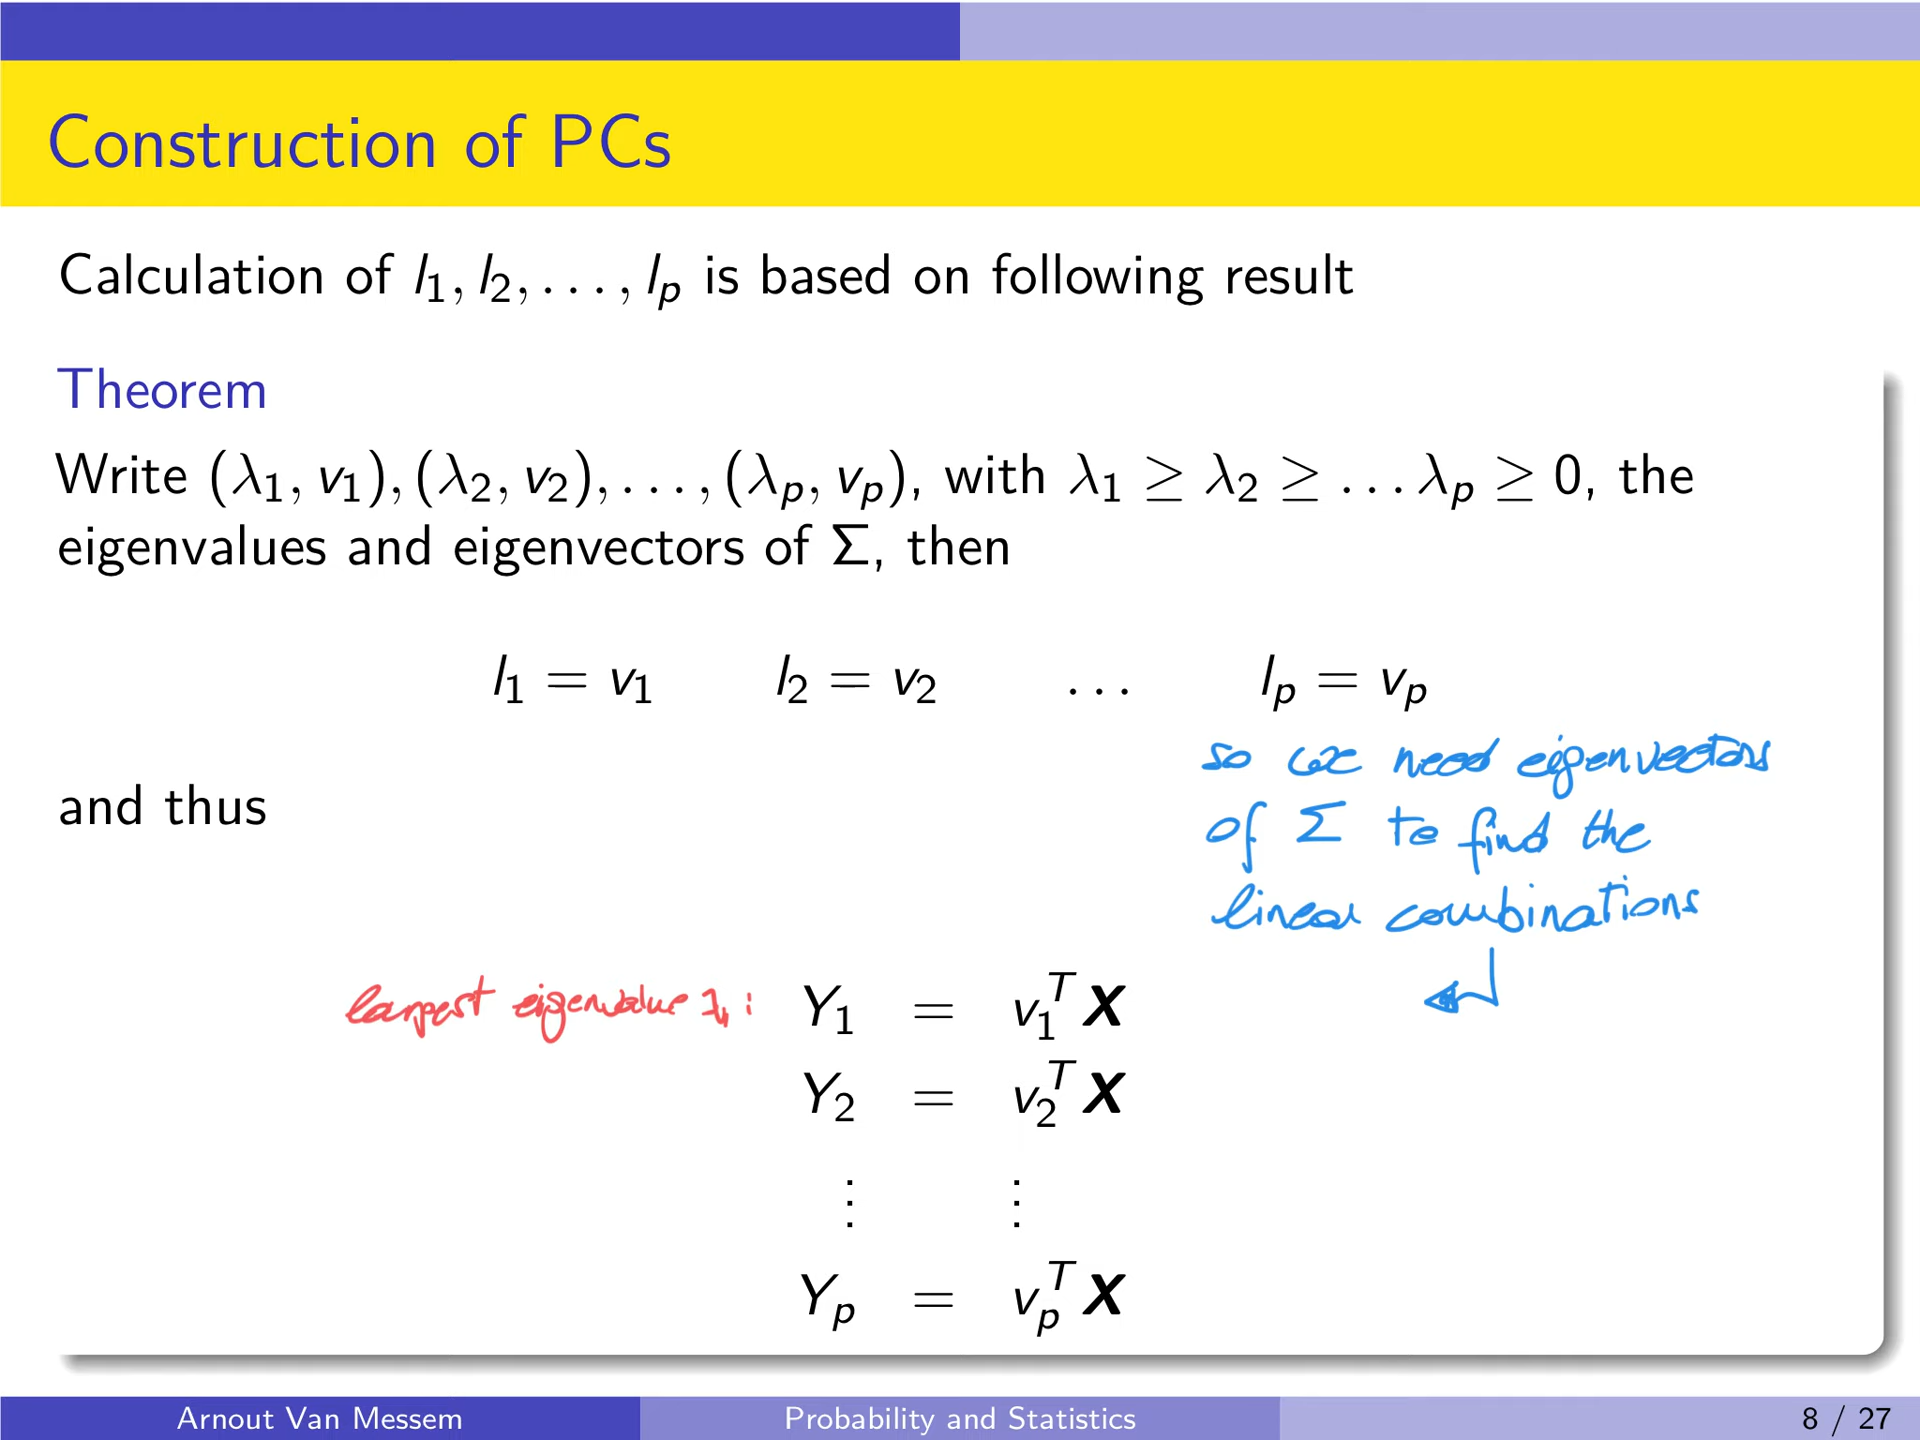 Construction of PCs
Calculation of l₁, l₂, . . . , lₚ is based on following result
Theorem
Write (λ₁, v₁), (λ₂, v₂), . . . , (λₚ, vₚ), with λ₁ ≥ λ₂ ≥ . . . λₚ ≥ 0, the
eigenvalues and eigenvectors of Σ, then
l₁ = v₁ l₂ = v₂ . . . lₚ = vₚ
so we need eigenvectors
and thus
of Σ to find the
linear combinations
largest eigenvalue λ₁ : Y₁ = v₁ᵀ X
Y₂ = v₂ᵀ X
⋮ ⋮
Yₚ = vₚᵀ X
Arnout Van Messem Probability and Statistics 8 / 27